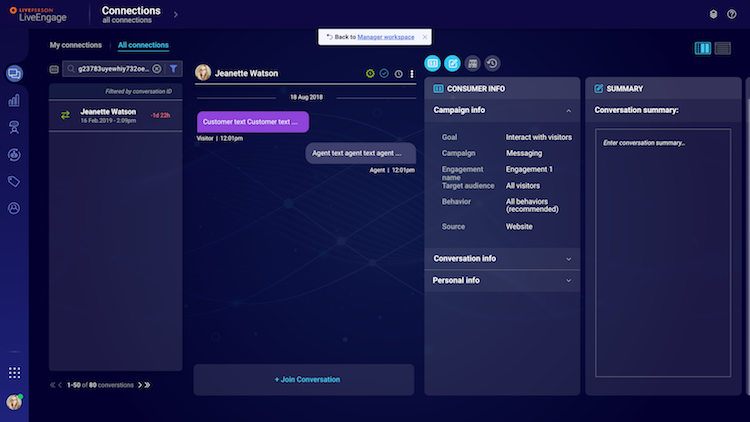 LIVEPERSON
LiveEngage
Connections
all connections
Back to Manager workspace
My connections
All connections
g23783uyewhiy732oe...
Filtered by conversation ID
Jeanette Watson
16 Feb.2019 - 2:09pm
-1d 22h
1-50 of 80 converstions
Jeanette Watson
18 Aug 2018
Customer text Customer text ....
Visitor | 12:01pm
Agent text agent text agent ....
Agent | 12:01pm
+ Join Conversation
CONSUMER INFO
Campaign info
Goal Interact with visitors
Campaign Messaging
Engagement name Engagement 1
Target audience All visitors
Behavior All behaviors
(recommended)
Source Website
Conversation info
Personal info
SUMMARY
Conversation summary:
Enter conversation summary..